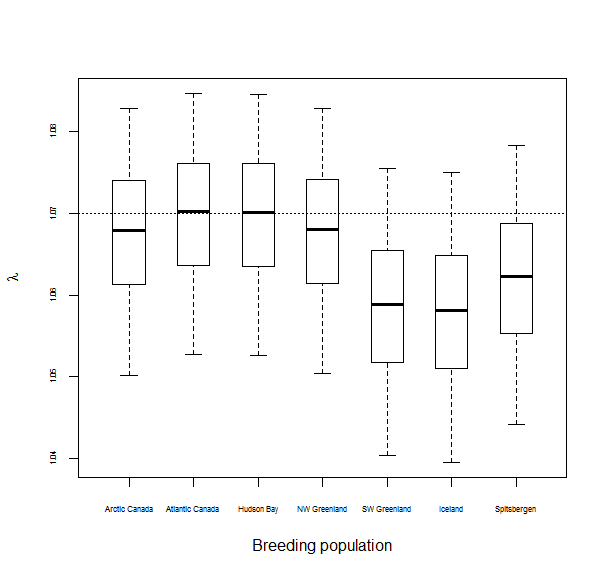 1.08
1.07
1.06
1.05
1.04
λ
Arctic Canada Atlantic Canada Hudson Bay NW Greenland SW Greenland Iceland Spitsbergen
Breeding population